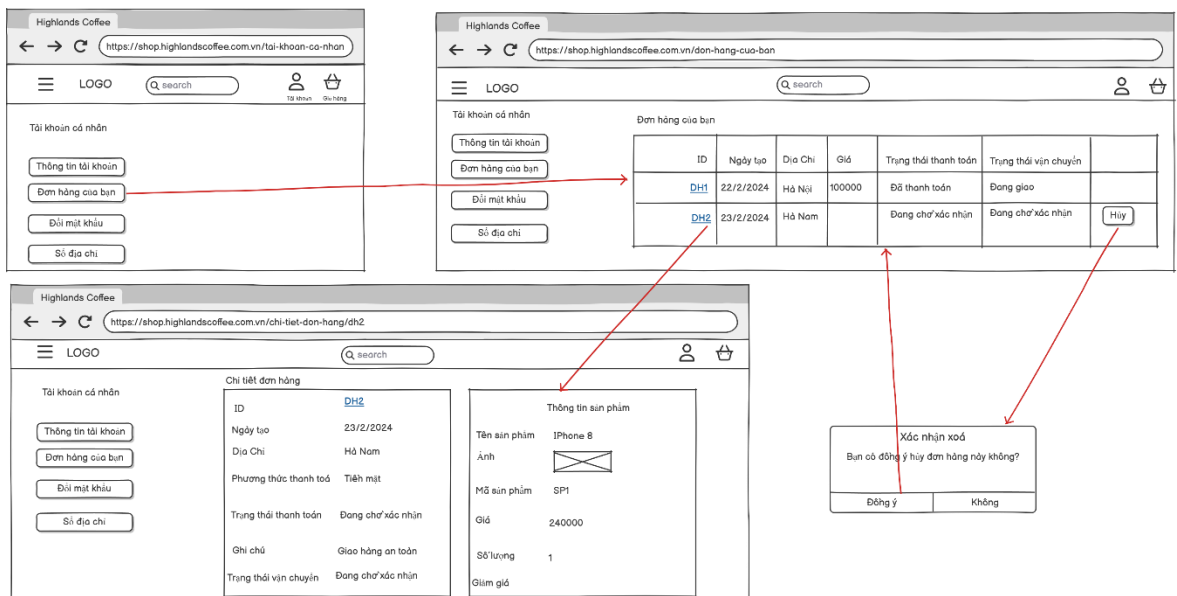 Highlands Coffee
https://shop.highlandscoffee.com.vn/tai-khoan-ca-nhan
LOGO
search
Tài khoản
Giỏ hàng
Tài khoản cá nhân
Thông tin tài khoản
Đơn hàng của bạn
Đổi mật khẩu
Sổ địa chỉ
Highlands Coffee
https://shop.highlandscoffee.com.vn/don-hang-cua-ban
LOGO
search
Tài khoản cá nhân
Thông tin tài khoản
Đơn hàng của bạn
Đổi mật khẩu
Sổ địa chỉ
Đơn hàng của bạn
ID Ngày tạo Địa Chỉ Giá Trạng thái thanh toán Trạng thái vận chuyển
DH1 22/2/2024 Hà Nội 100000 Đã thanh toán Đang giao
DH2 23/2/2024 Hà Nam Đang chờ xác nhận Đang chờ xác nhận Hủy
Highlands Coffee
https://shop.highlandscoffee.com.vn/chi-tiet-don-hang/dh2
LOGO
search
Tài khoản cá nhân
Thông tin tài khoản
Đơn hàng của bạn
Đổi mật khẩu
Sổ địa chỉ
Chi tiết đơn hàng
ID DH2
Ngày tạo 23/2/2024
Địa Chỉ Hà Nam
Phương thức thanh toá Tiền mặt
Trạng thái thanh toán Đang chờ xác nhận
Ghi chú Giao hàng an toàn
Trạng thái vận chuyển Đang chờ xác nhận
Thông tin sản phẩm
Tên sản phẩm IPhone 8
Ảnh
Mã sản phẩm SP1
Giá 240000
Số lượng 1
Giảm giá
Xác nhận xoá
Bạn có đồng ý hủy đơn hàng này không?
Đồng ý Không